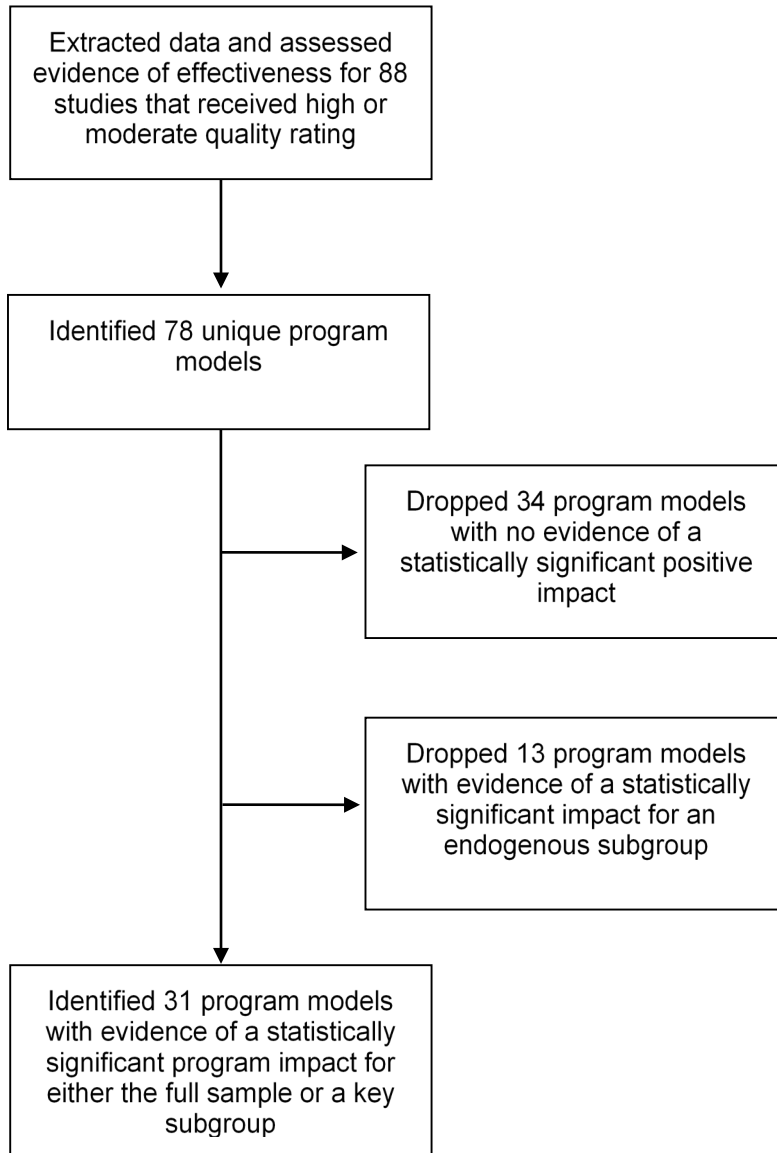 Extracted data and assessed
evidence of effectiveness for 88
studies that received high or
moderate quality rating
Identified 78 unique program
models
Dropped 34 program models
with no evidence of a
statistically significant positive
impact
Dropped 13 program models
with evidence of a statistically
significant impact for an
endogenous subgroup
Identified 31 program models
with evidence of a statistically
significant program impact for
either the full sample or a key
subgroup